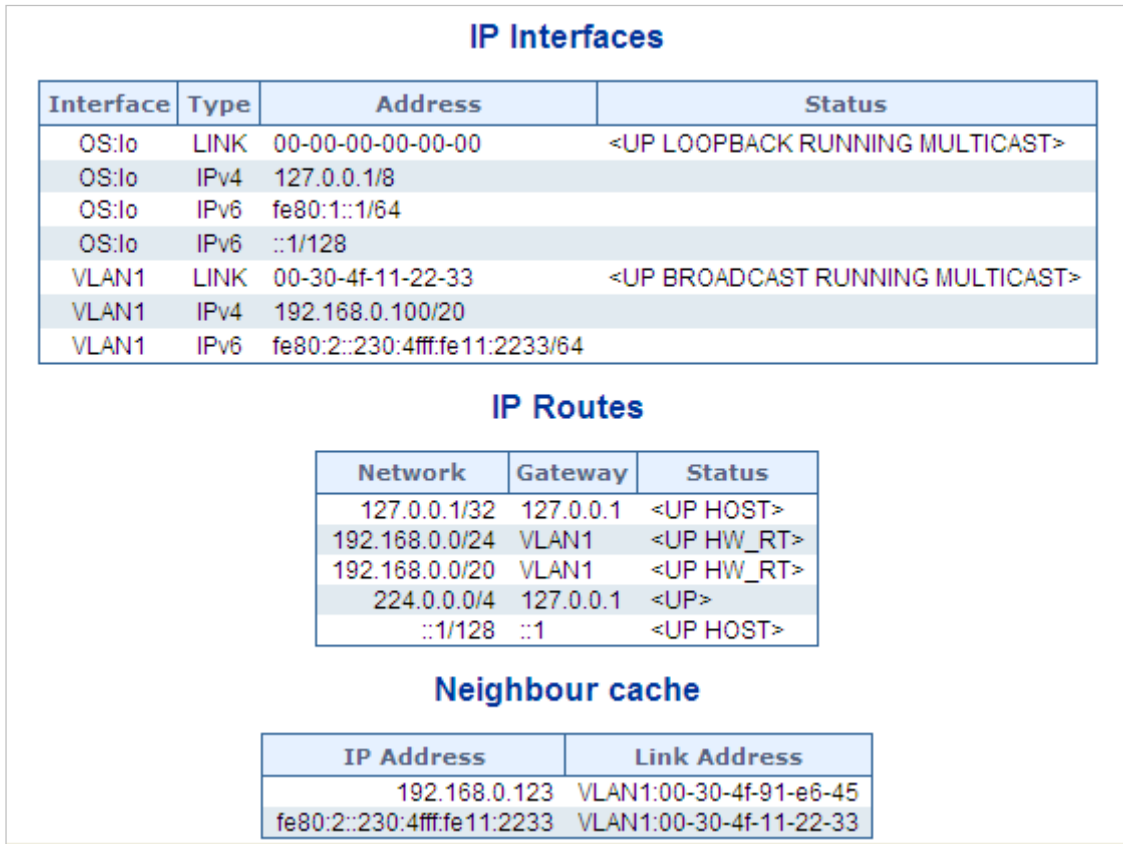 IP Interfaces
Interface Type Address Status
OS:lo LINK 00-00-00-00-00-00 <UP LOOPBACK RUNNING MULTICAST>
OS:lo IPv4 127.0.0.1/8
OS:lo IPv6 fe80:1::1/64
OS:lo IPv6 ::1/128
VLAN1 LINK 00-30-4f-11-22-33 <UP BROADCAST RUNNING MULTICAST>
VLAN1 IPv4 192.168.0.100/20
VLAN1 IPv6 fe80:2::230:4fff:fe11:2233/64
IP Routes
Network Gateway Status
127.0.0.1/32 127.0.0.1 <UP HOST>
192.168.0.0/24 VLAN1 <UP HW_RT>
192.168.0.0/20 VLAN1 <UP HW_RT>
224.0.0.0/4 127.0.0.1 <UP>
::1/128 ::1 <UP HOST>
Neighbour cache
IP Address Link Address
192.168.0.123 VLAN1:00-30-4f-91-e6-45
fe80:2::230:4fff:fe11:2233 VLAN1:00-30-4f-11-22-33